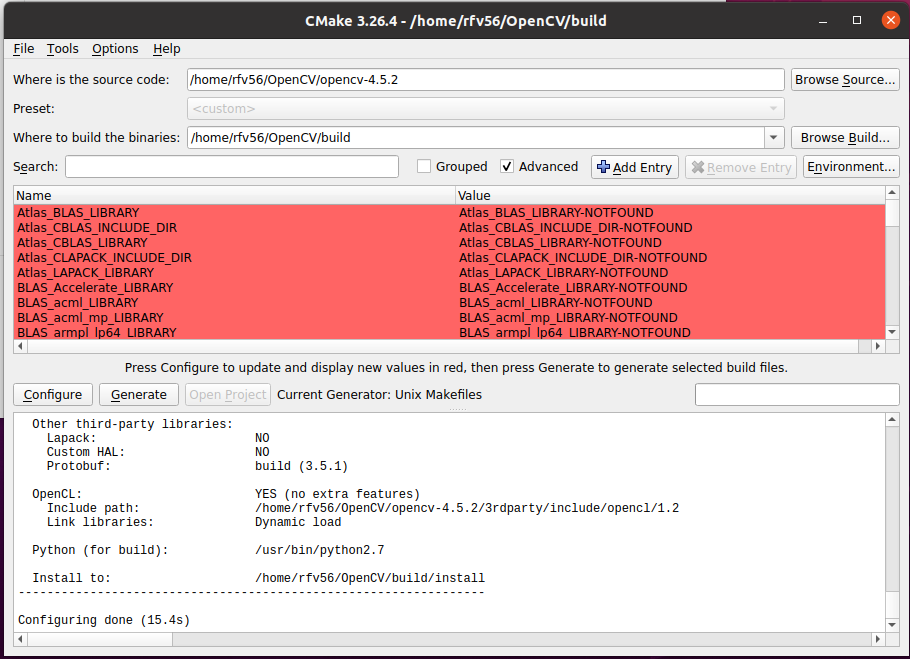 CMake 3.26.4 - /home/rfv56/OpenCV/build
File Tools Options Help
Where is the source code: /home/rfv56/OpenCV/opencv-4.5.2 Browse Source...
Preset: <custom>
Where to build the binaries: /home/rfv56/OpenCV/build Browse Build...
Search: Grouped Advanced Add Entry Remove Entry Environment...
Name Value
Atlas_BLAS_LIBRARY Atlas_BLAS_LIBRARY-NOTFOUND
Atlas_CBLAS_INCLUDE_DIR Atlas_CBLAS_INCLUDE_DIR-NOTFOUND
Atlas_CBLAS_LIBRARY Atlas_CBLAS_LIBRARY-NOTFOUND
Atlas_CLAPACK_INCLUDE_DIR Atlas_CLAPACK_INCLUDE_DIR-NOTFOUND
Atlas_LAPACK_LIBRARY Atlas_LAPACK_LIBRARY-NOTFOUND
BLAS_Accelerate_LIBRARY BLAS_Accelerate_LIBRARY-NOTFOUND
BLAS_acml_LIBRARY BLAS_acml_LIBRARY-NOTFOUND
BLAS_acml_mp_LIBRARY BLAS_acml_mp_LIBRARY-NOTFOUND
BLAS_armpl_lp64_LIBRARY BLAS_armpl_lp64_LIBRARY-NOTFOUND
Press Configure to update and display new values in red, then press Generate to generate selected build files.
Configure Generate Open Project Current Generator: Unix Makefiles
Other third-party libraries:
Lapack: NO
Custom HAL: NO
Protobuf: build (3.5.1)
OpenCL: YES (no extra features)
Include path: /home/rfv56/OpenCV/opencv-4.5.2/3rdparty/include/opencl/1.2
Link libraries: Dynamic load
Python (for build): /usr/bin/python2.7
Install to: /home/rfv56/OpenCV/build/install
-----------------------------------------------------------------
Configuring done (15.4s)